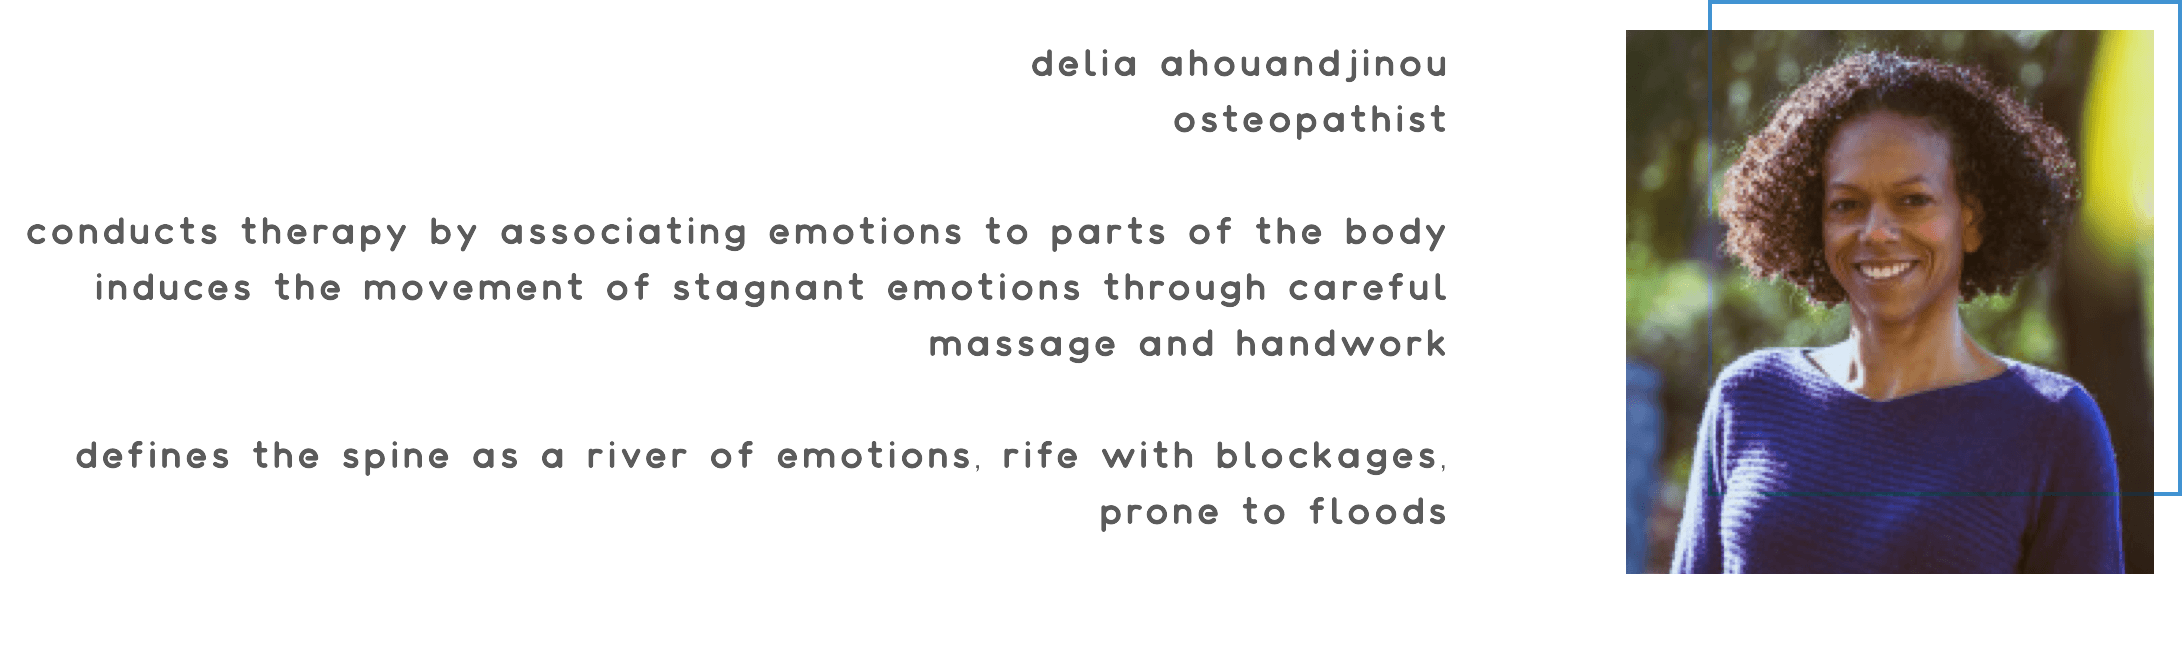 delia ahouandjinou
osteopathist
conducts therapy by associating emotions to parts of the body
induces the movement of stagnant emotions through careful
massage and handwork
defines the spine as a river of emotions, rife with blockages,
prone to floods